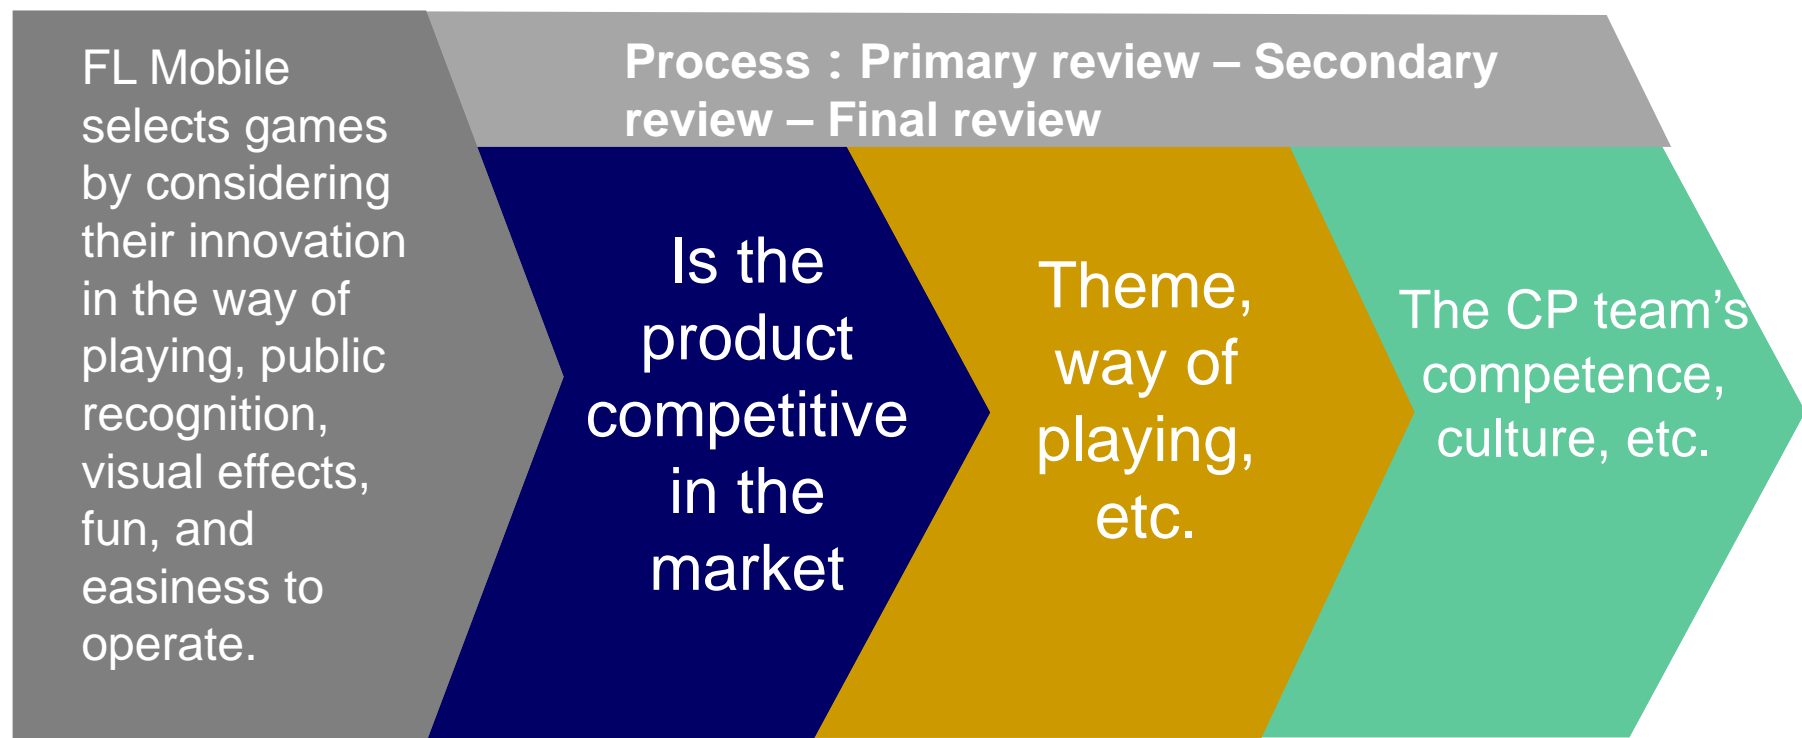 FL Mobile
selects games
by considering
their innovation
in the way of
playing, public
recognition,
visual effects,
fun, and
easiness to
operate.
Process：Primary review – Secondary
review – Final review
Is the
product
competitive
in the
market
Theme,
way of
playing,
etc.
The CP team’s
competence,
culture, etc.